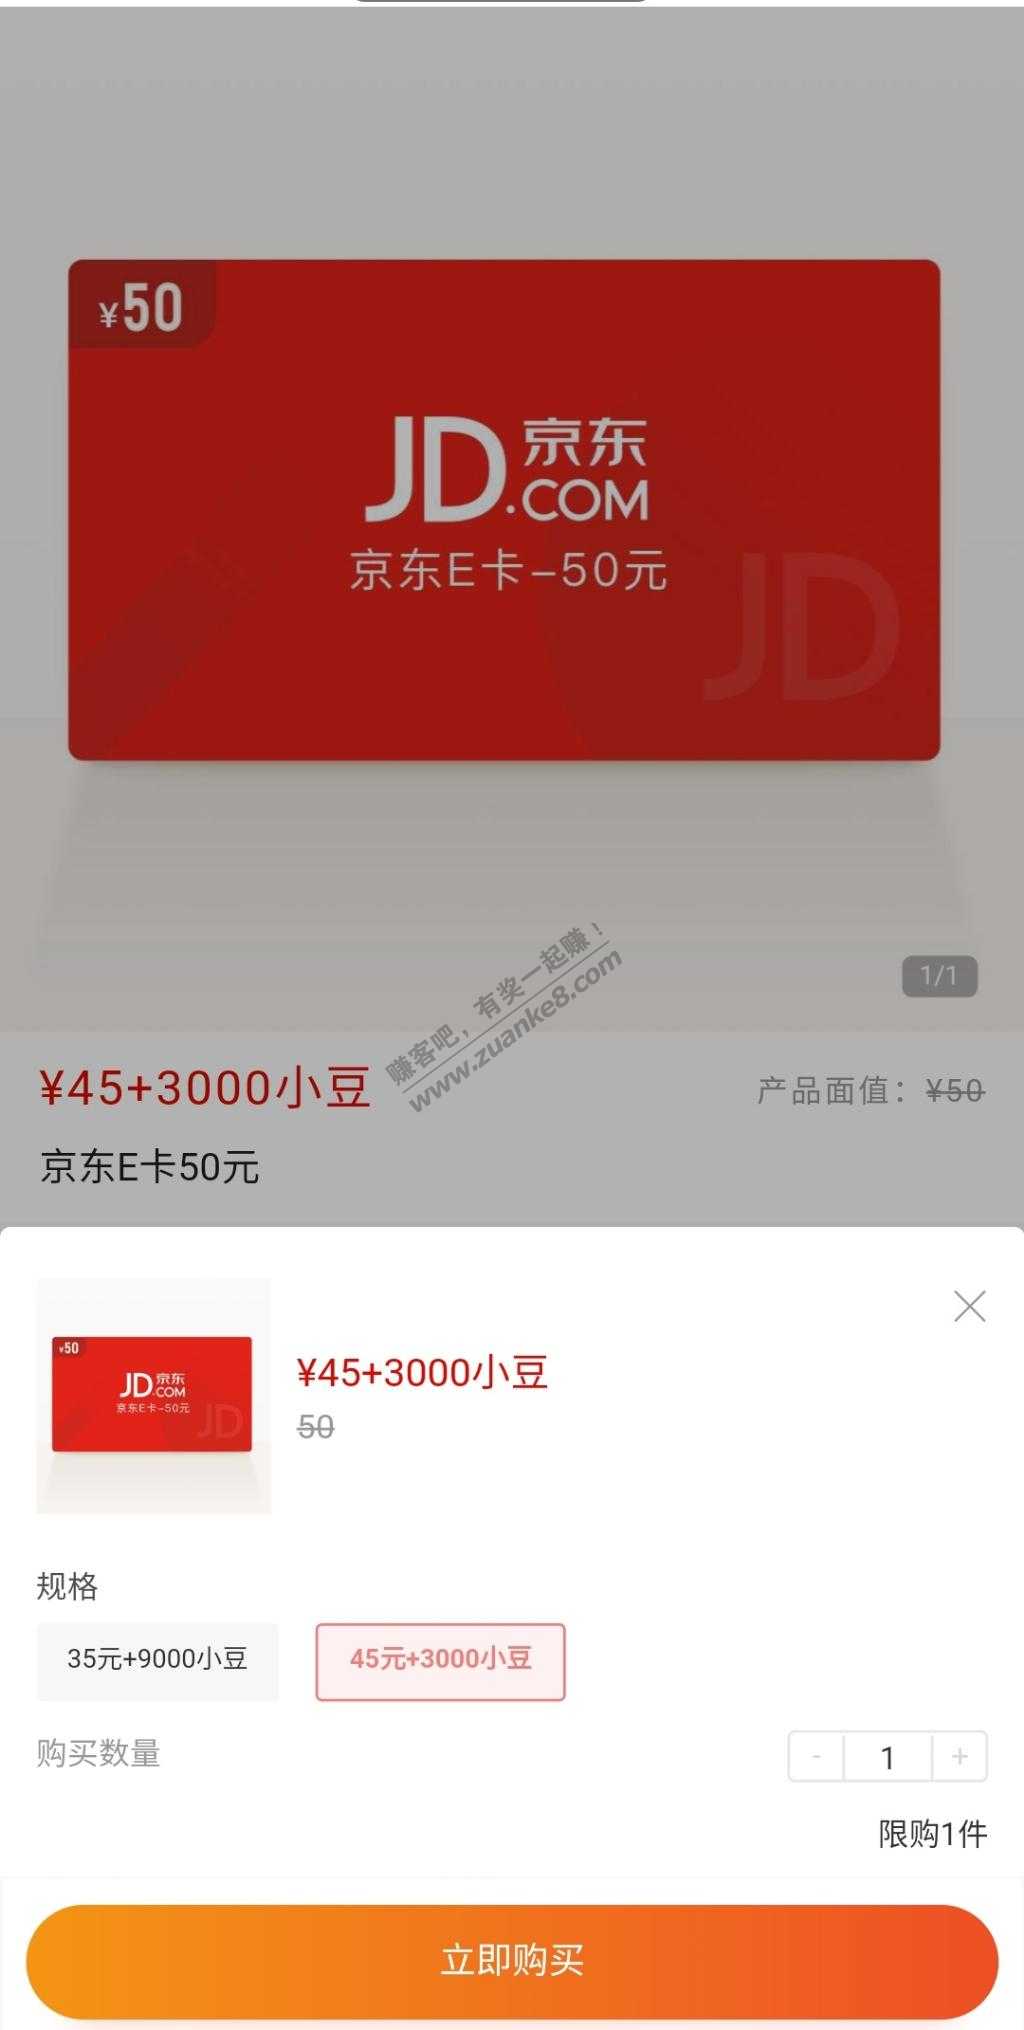 ¥50
JD京东
.COM
京东E卡-50元
JD
赚客吧，有奖一起赚！
www.zuanke8.com
1/1
¥45+3000小豆
产品面值：¥50
京东E卡50元
¥50
JD京东
.COM
京东E卡-50元
JD
¥45+3000小豆
50
规格
35元+9000小豆
45元+3000小豆
购买数量
- 1 +
限购1件
立即购买